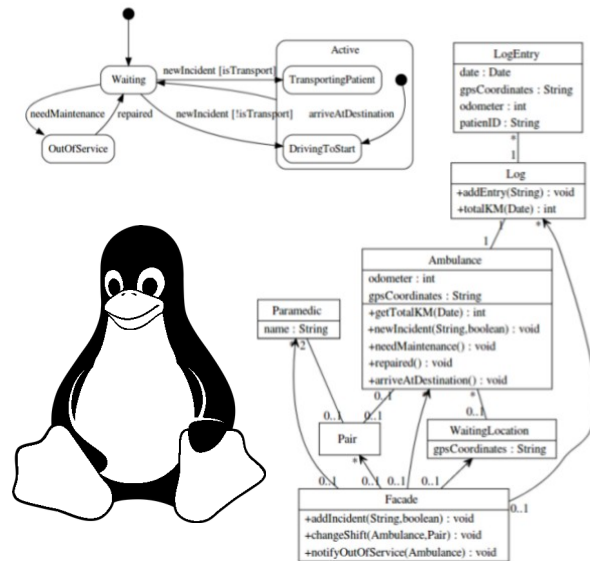 Active
Waiting
newIncident [isTransport]
TransportingPatient
needMaintenance
repaired
newIncident [!isTransport]
arriveAtDestination
OutOfService
DrivingToStart
LogEntry
date : Date
gpsCoordinates : String
odometer : int
patienID : String
*
1
Log
+addEntry(String) : void
+totalKM(Date) : int
1
*
1
Ambulance
odometer : int
gpsCoordinates : String
+getTotalKM(Date) : int
+newIncident(String,boolean) : void
+needMaintenance() : void
+repaired() : void
+arriveAtDestination() : void
Paramedic
name : String
* 2
0..1
0..1
*
*
0..1
Pair
WaitingLocation
gpsCoordinates : String
*
0..1
0..1
0..1
0..1
0..1
Facade
+addIncident(String,boolean) : void
+changeShift(Ambulance,Pair) : void
+notifyOutOfService(Ambulance) : void